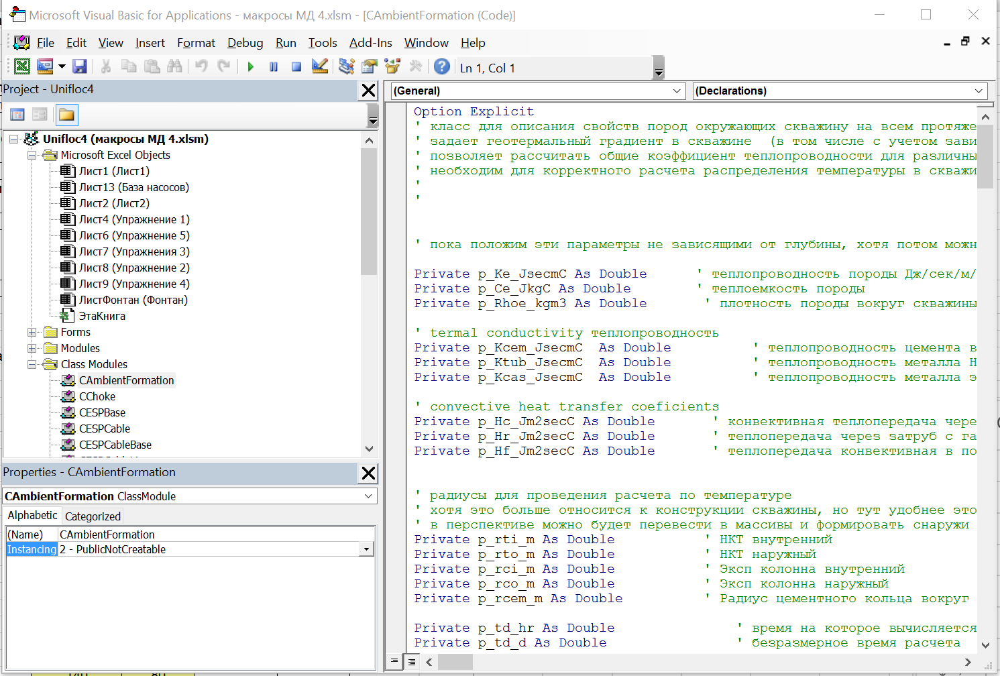 Microsoft Visual Basic for Applications - макросы МД 4.xlsm - [CAmbientFormation (Code)]
File Edit View Insert Format Debug Run Tools Add-Ins Window Help
Ln 1, Col 1
Project - Unifloc4
Unifloc4 (макросы МД 4.xlsm)
Microsoft Excel Objects
Лист1 (Лист1)
Лист13 (База насосов)
Лист2 (Лист2)
Лист4 (Упражнение 1)
Лист6 (Упражнение 5)
Лист7 (Упражнения 3)
Лист8 (Упражнение 2)
Лист9 (Упражнение 4)
ЛистФонтан (Фонтан)
ЭтаКнига
Forms
Modules
Class Modules
CAmbientFormation
CChoke
CESPBase
CESPCable
CESPCableBase
Properties - CAmbientFormation
CAmbientFormation ClassModule
Alphabetic Categorized
(Name) CAmbientFormation
Instancing 2 - PublicNotCreatable
(General) (Declarations)
Option Explicit
' класс для описания свойств пород окружающих скважину на всем протяже
' задает геотермальный градиент в скважине  (в том числе с учетом зави
' позволяет рассчитать общие коэффициент теплопроводности для различны
' необходим для корректного расчета распределения температуры в скважи
'
'
' пока положим эти параметры не зависящими от глубины, хотя потом можн
Private p_Ke_JsecmC As Double ' теплопроводность породы Дж/сек/м/
Private p_Ce_JkgC As Double ' теплоемкость породы
Private p_Rhoe_kgm3 As Double ' плотность породы вокруг скважины
' termal conductivity теплопроводность
Private p_Kcem_JsecmC  As Double ' теплопроводность цемента в
Private p_Ktub_JsecmC  As Double ' теплопроводность металла Н
Private p_Kcas_JsecmC  As Double ' теплопроводность металла э
' convective heat transfer coeficients
Private p_Hc_Jm2secC As Double ' конвективная теплопередача чере
Private p_Hr_Jm2secC As Double ' теплопередача через затруб с га
Private p_Hf_Jm2secC As Double ' теплопередача конвективная в по
' радиусы для проведения расчета по температуре
' хотя это больше относится к конструкции скважины, но тут удобнее это
' в перспективе можно будет перевести в массивы и формировать снаружи
Private p_rti_m As Double ' НКТ внутренний
Private p_rto_m As Double ' НКТ наружный
Private p_rci_m As Double ' Эксп колонна внутренний
Private p_rco_m As Double ' Эксп колонна наружный
Private p_rcem_m As Double ' Радиус цементного кольца вокруг
Private p_td_hr As Double ' время на которое вычисляется
Private p_td_d As Double ' безразмерное время расчета